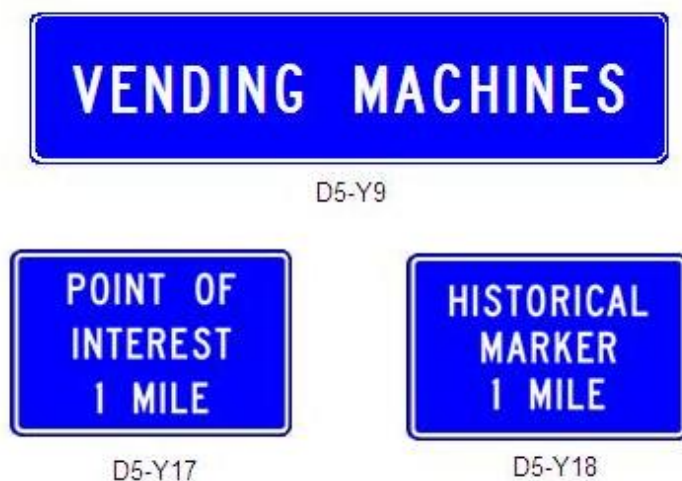 VENDING MACHINES
D5-Y9
POINT OF
INTEREST
1 MILE
D5-Y17
HISTORICAL
MARKER
1 MILE
D5-Y18